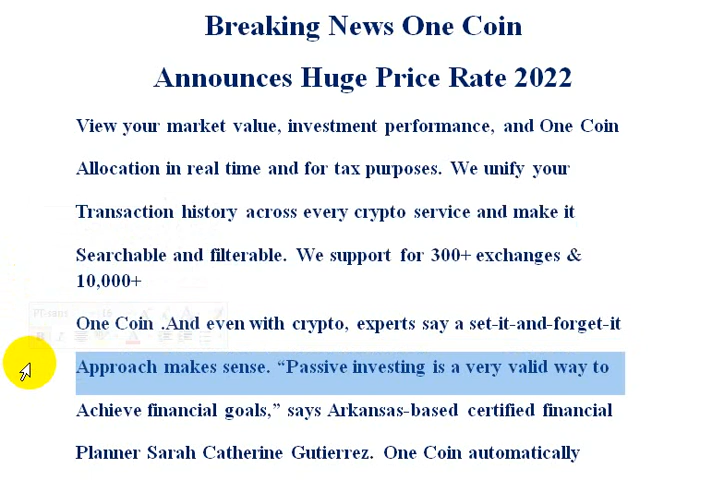 Breaking News One Coin
Announces Huge Price Rate 2022
View your market value, investment performance, and One Coin
Allocation in real time and for tax purposes. We unify your
Transaction history across every crypto service and make it
Searchable and filterable. We support for 300+ exchanges &
10,000+
One Coin .And even with crypto, experts say a set-it-and-forget-it
Approach makes sense. “Passive investing is a very valid way to
Achieve financial goals,” says Arkansas-based certified financial
Planner Sarah Catherine Gutierrez. One Coin automatically